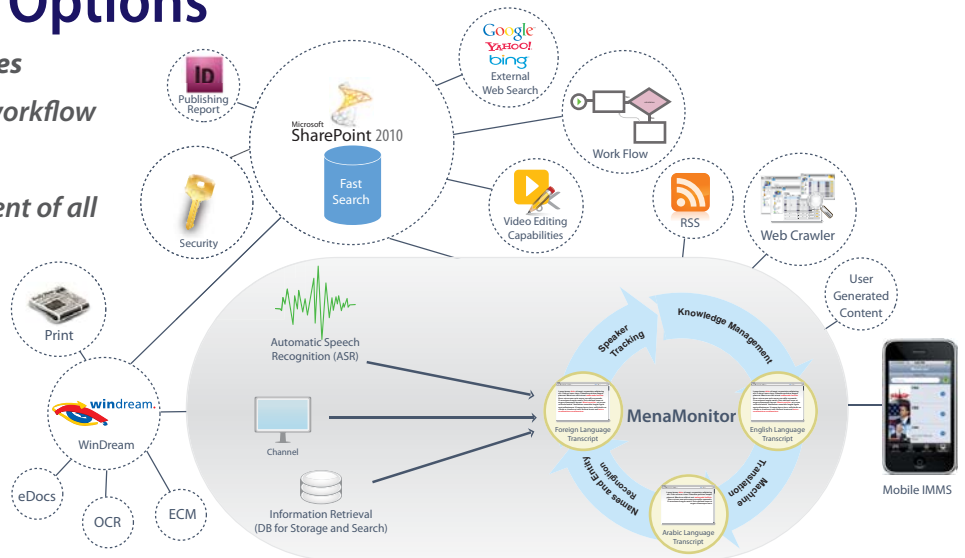 Options
es
workflow
ent of all
ID
Publishing
Report
Microsoft
SharePoint 2010
Fast
Search
Google
YAHOO!
bing
External
Web Search
Work Flow
Security
Video Editing
Capabilities
RSS
Web Crawler
User
Generated
Content
Print
windream.
WinDream
eDocs
OCR
ECM
Automatic Speech
Recognition (ASR)
Channel
Information Retrieval
(DB for Storage and Search)
Speaker
Tracking
Knowledge Management
Foreign Language
Transcript
MenaMonitor
English Language
Transcript
Names and Entity
Recongition
Machine
Translation
Arabic Language
Transcript
Mobile IMMS